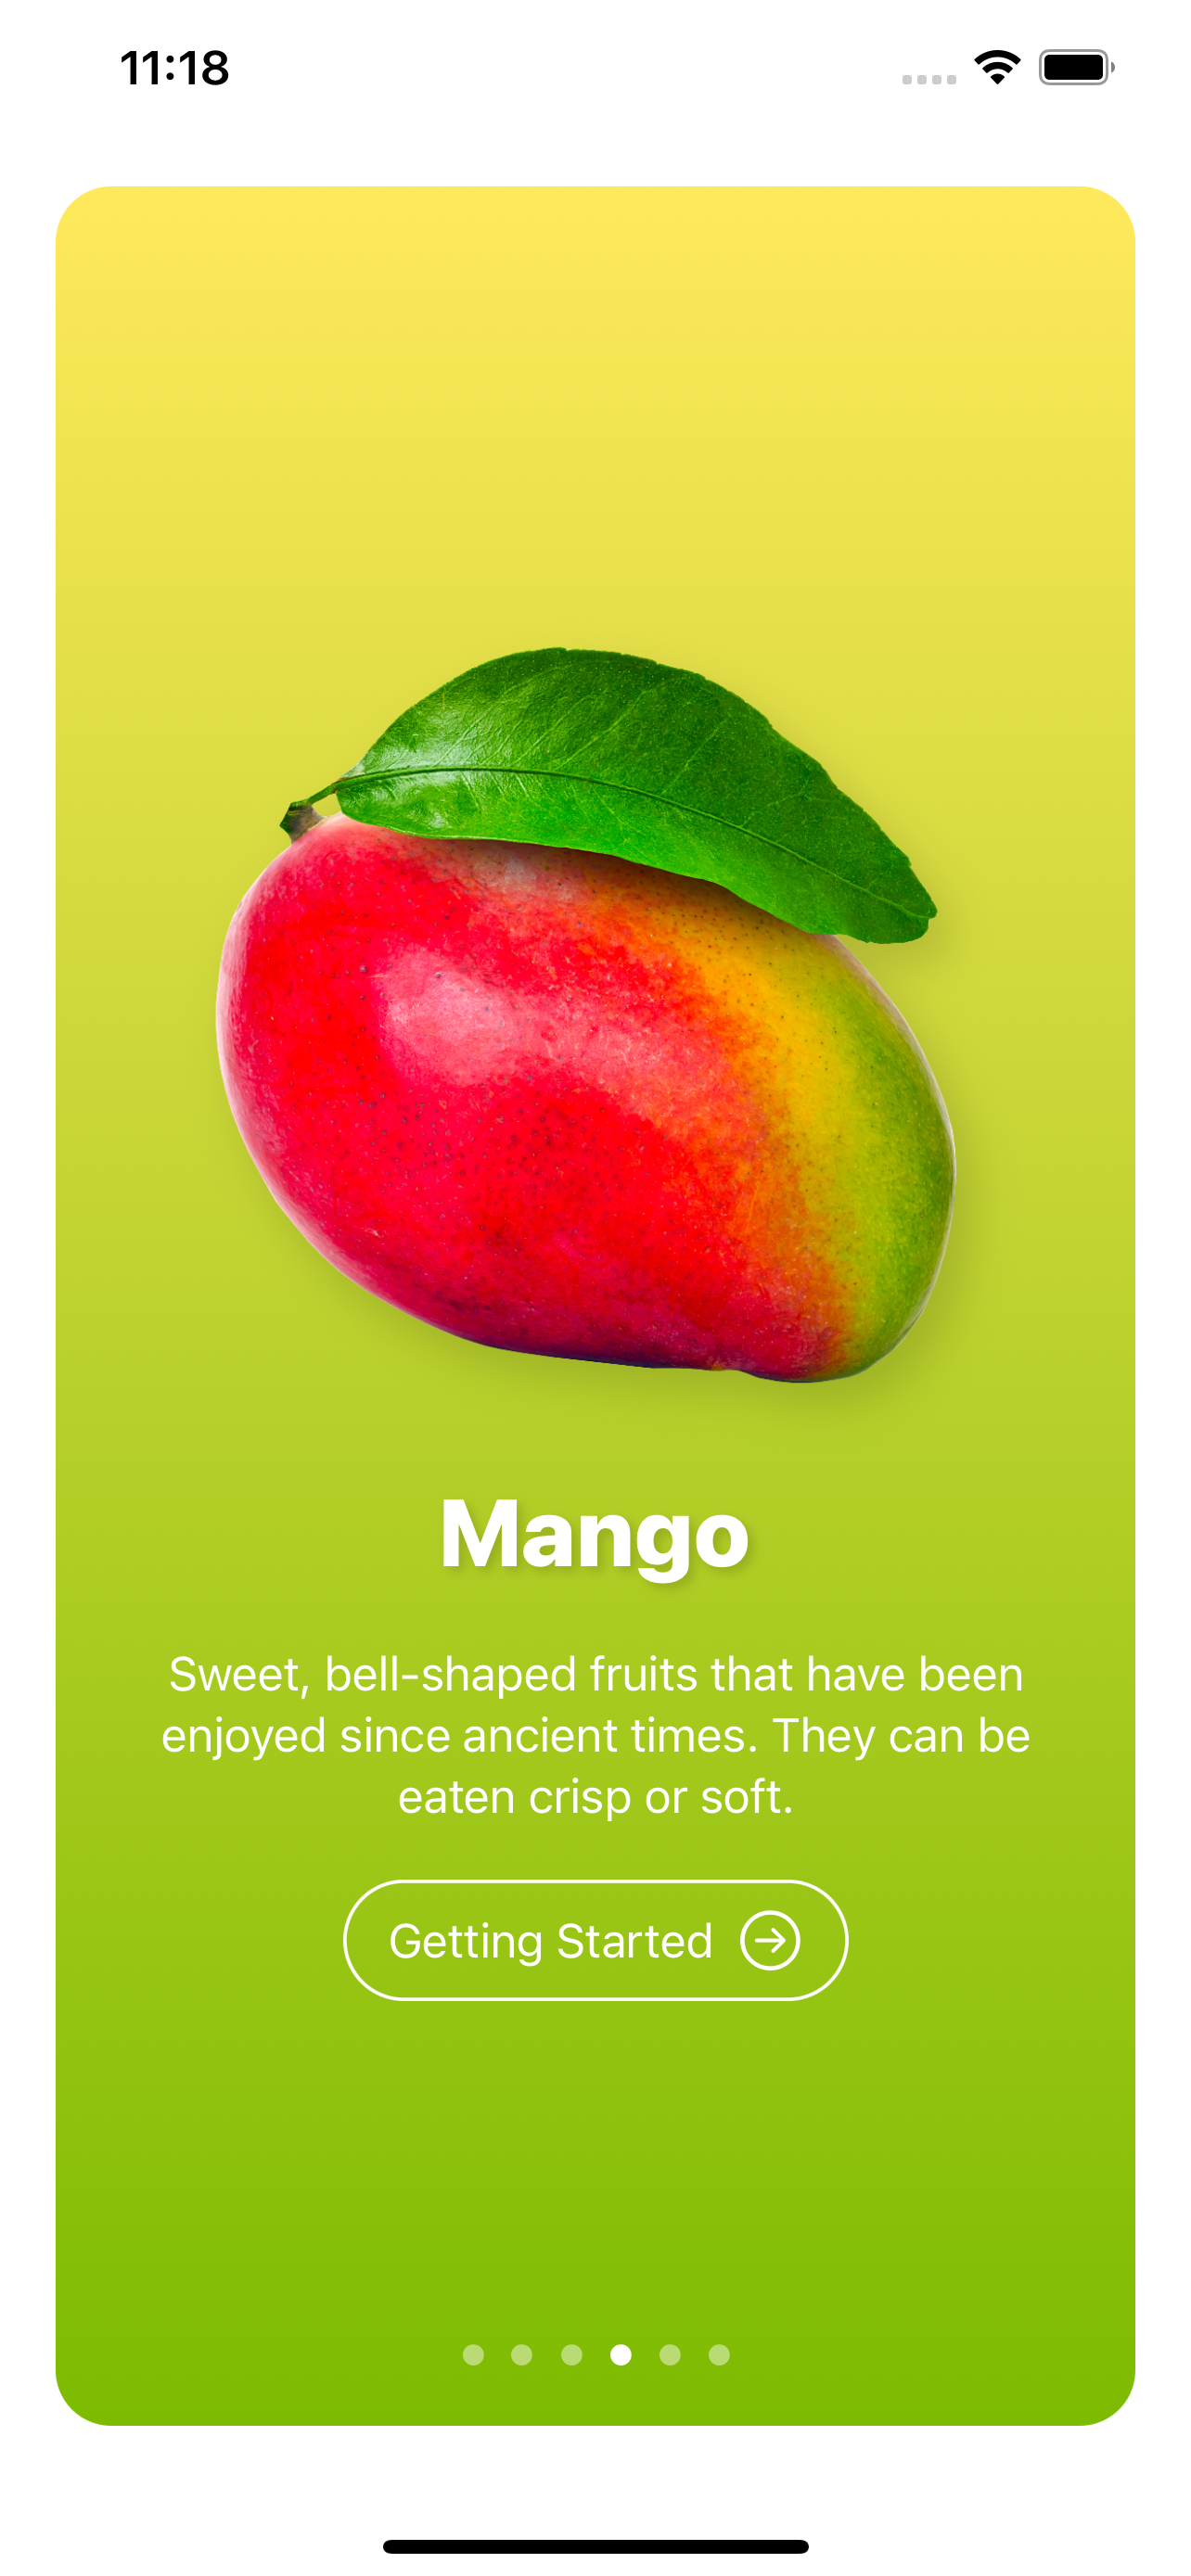 11:18
Mango
Sweet, bell-shaped fruits that have been
enjoyed since ancient times. They can be
eaten crisp or soft.
Getting Started